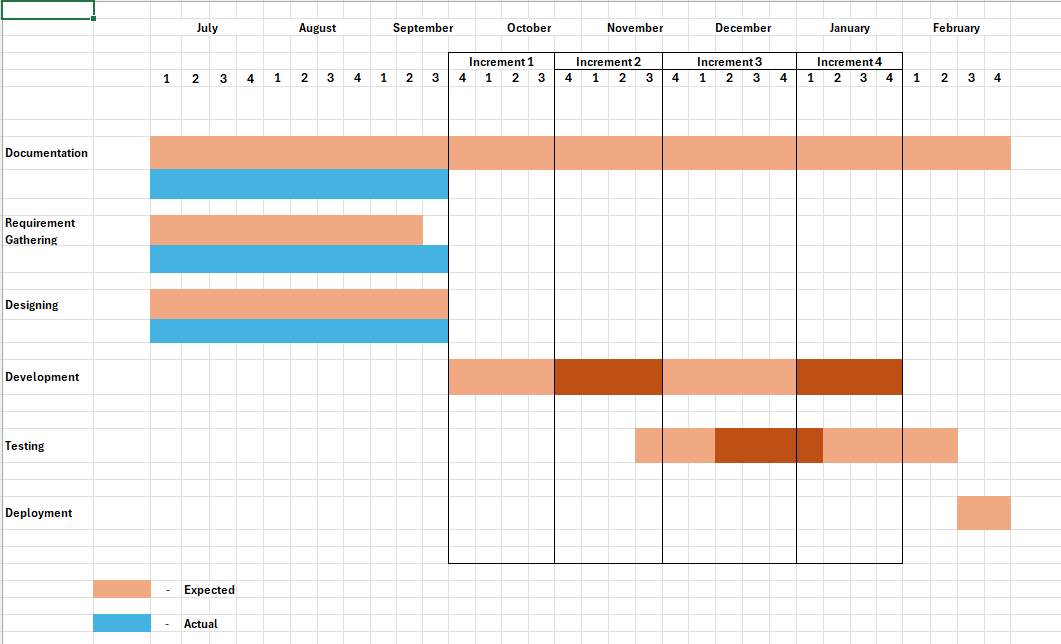 July August September October November December January February
Increment 1 Increment 2 Increment 3 Increment 4
1 2 3 4 1 2 3 4 1 2 3 4 1 2 3 4 1 2 3 4 1 2 3 4 1 2 3 4 1 2 3 4
Documentation
Requirement
Gathering
Designing
Development
Testing
Deployment
- Expected
- Actual